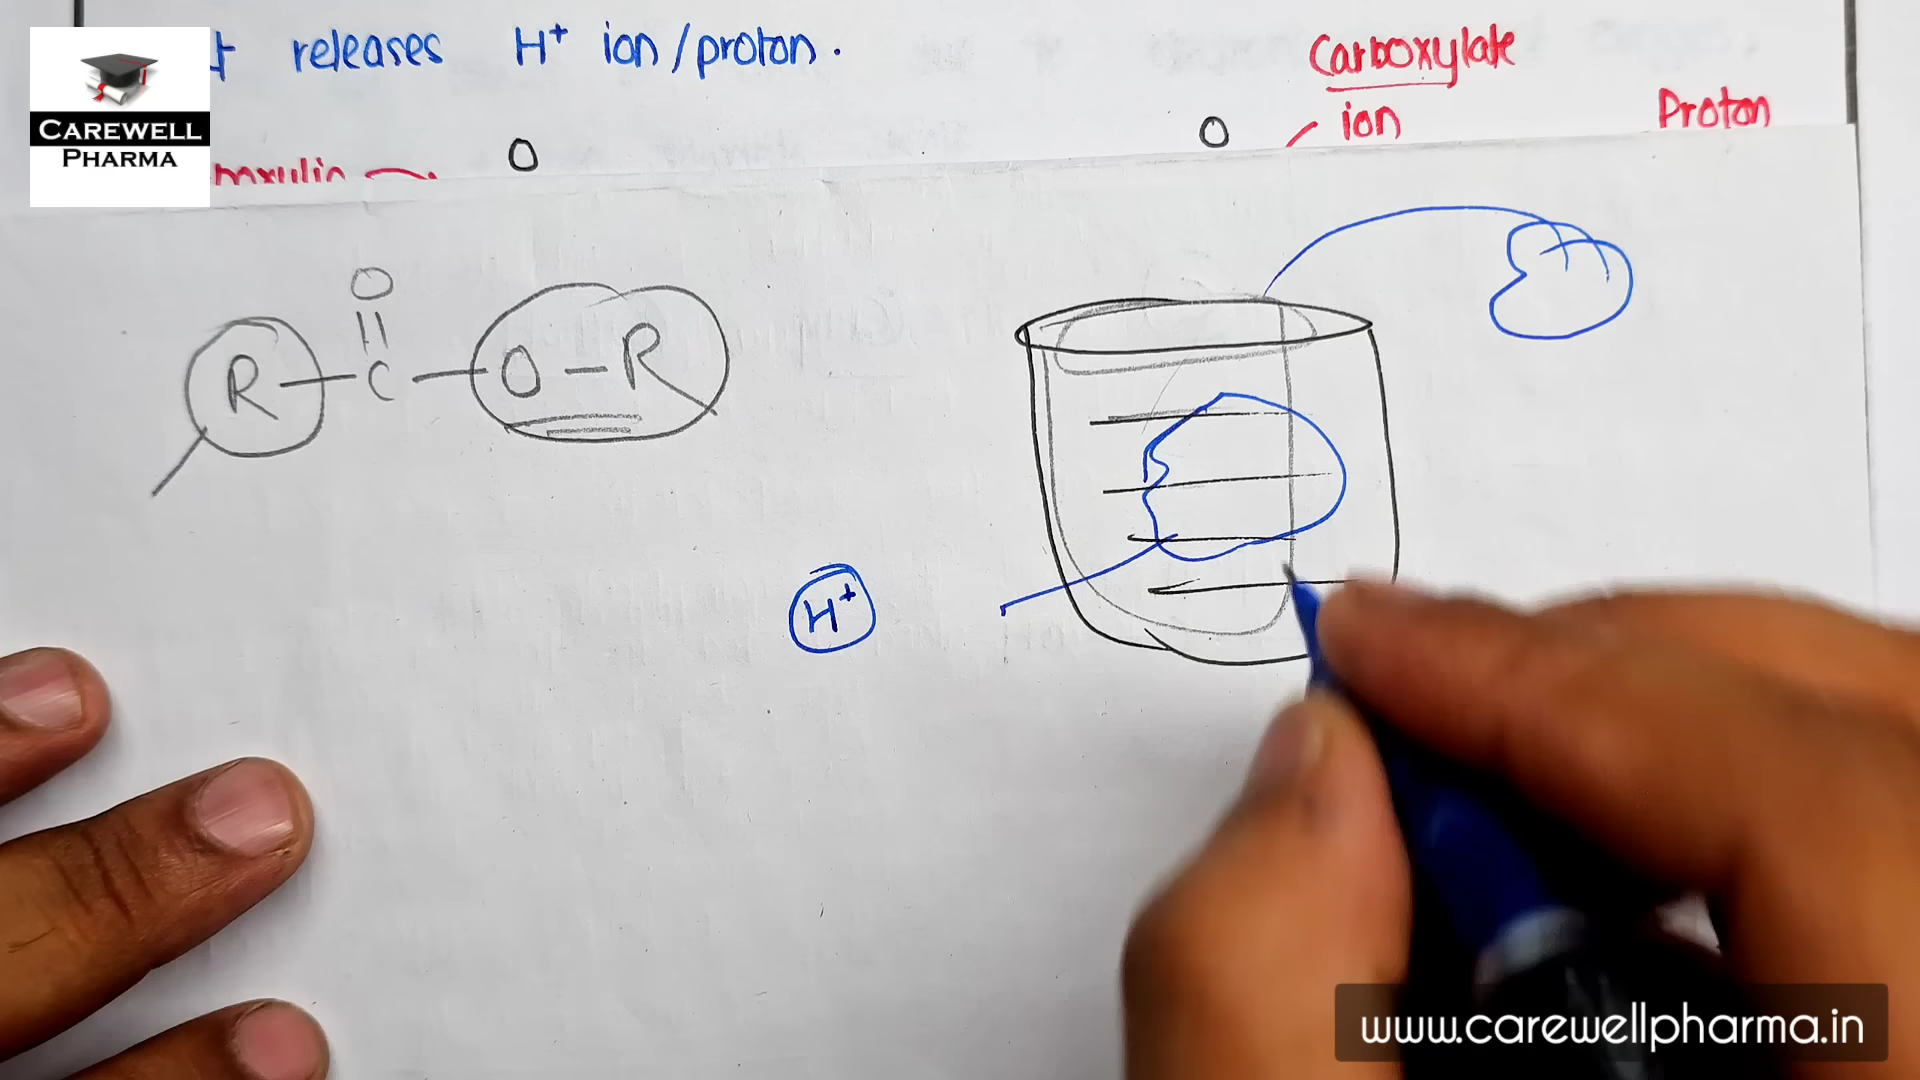 releases H⁺ ion/proton.
Carboxylate
ion
Proton
O
O
CAREWELL
PHARMA
O
R – C – O – R
H⁺
www.carewellpharma.in